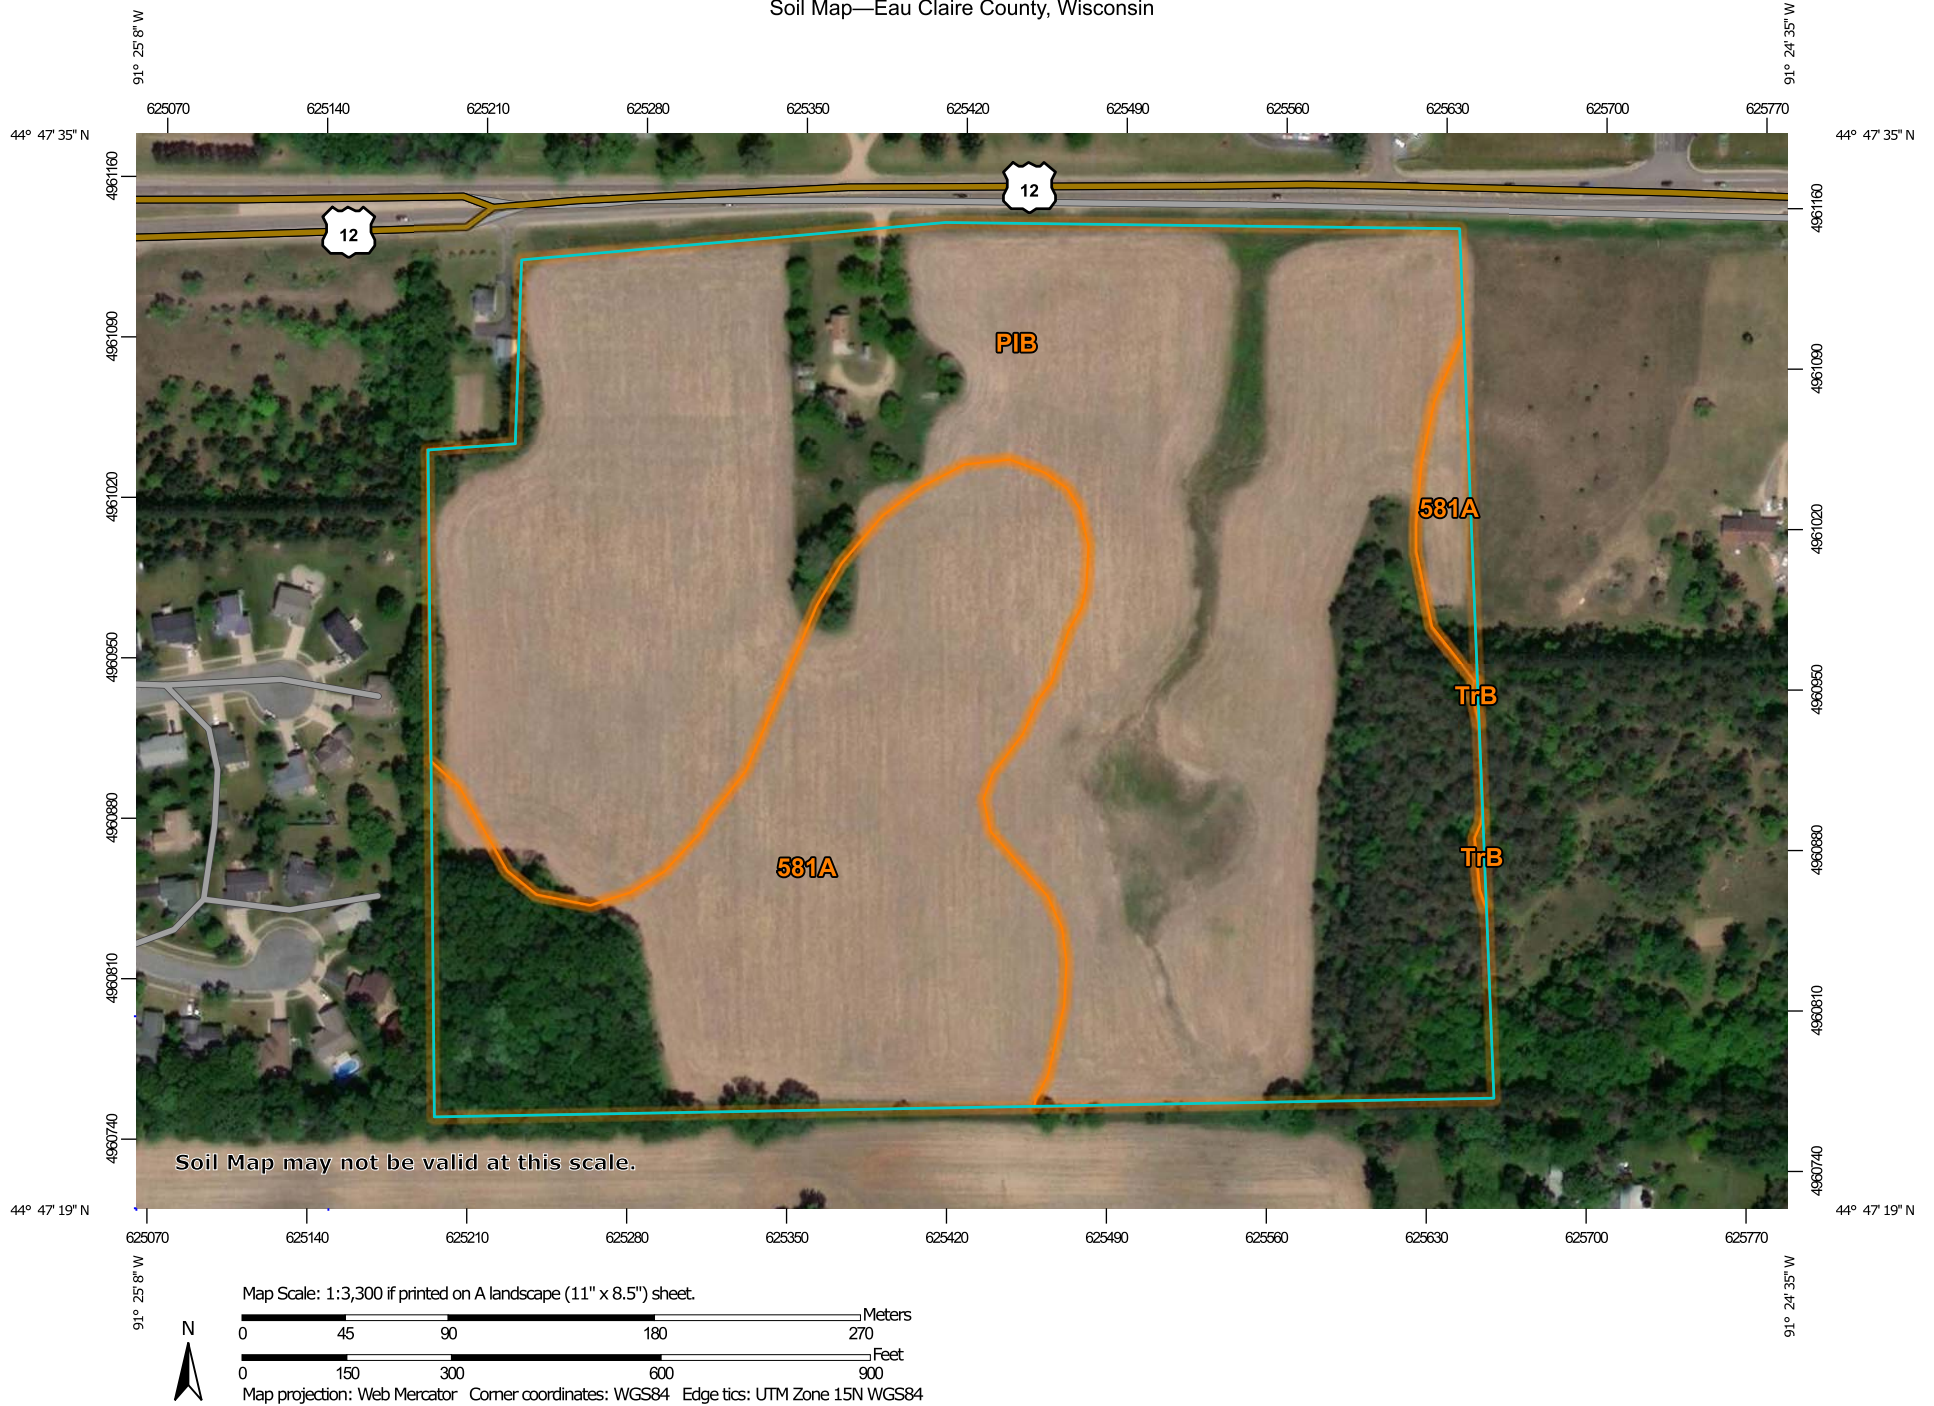 Soil Map—Eau Claire County, Wisconsin
91° 25' 8'' W
91° 24' 35'' W
625070 625140 625210 625280 625350 625420 625490 625560 625630 625700 625770
44° 47' 35'' N
44° 47' 35'' N
4961160
4961160
12
12
4961090
4961090
PlB
4961020
4961020
581A
4960950
4960950
TrB
4960880
4960880
TrB
581A
4960810
4960810
4960740
4960740
Soil Map may not be valid at this scale.
44° 47' 19'' N
44° 47' 19'' N
625070 625140 625210 625280 625350 625420 625490 625560 625630 625700 625770
91° 25' 8'' W
91° 24' 35'' W
Map Scale: 1:3,300 if printed on A landscape (11" x 8.5") sheet.
Meters
0 45 90 180 270
N
Feet
0 150 300 600 900
Map projection: Web Mercator Corner coordinates: WGS84 Edge tics: UTM Zone 15N WGS84